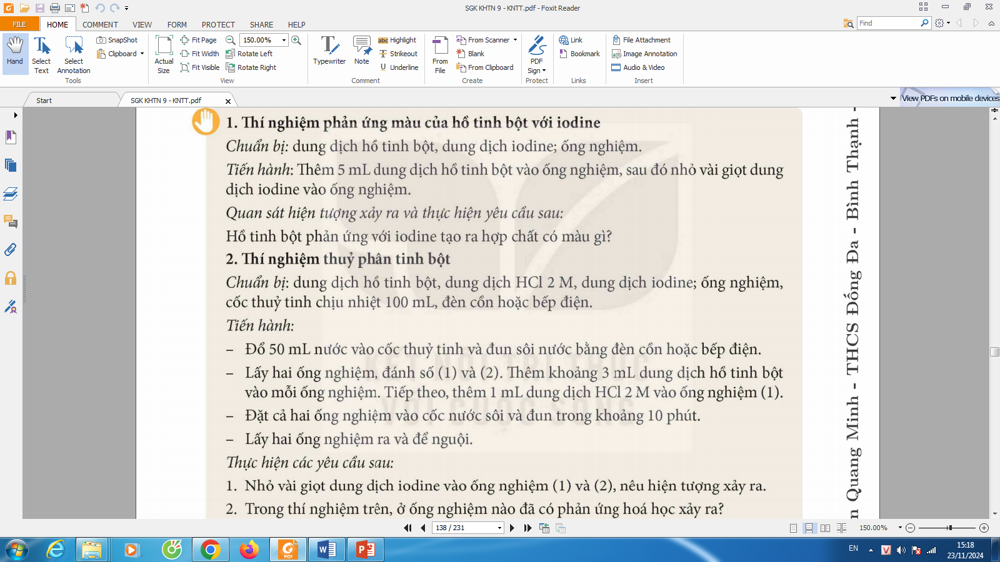 SGK KHTN 9 - KNTT.pdf - Foxit Reader
FILE HOME COMMENT VIEW FORM PROTECT SHARE HELP
Find
Hand
Select Text
Select Annotation
SnapShot
Clipboard
Tools
Actual Size
Fit Page
Fit Width
Fit Visible
150.00%
Rotate Left
Rotate Right
View
Typewriter
Note
Highlight
Strikeout
Underline
Comment
From File
From Scanner
Blank
From Clipboard
Create
PDF Sign
Protect
Link
Bookmark
Links
File Attachment
Image Annotation
Audio & Video
Insert
Start
SGK KHTN 9 - KNTT.pdf
View PDFs on mobile devices
1. Thí nghiệm phản ứng màu của hồ tinh bột với iodine
Chuẩn bị: dung dịch hồ tinh bột, dung dịch iodine; ống nghiệm.
Tiến hành: Thêm 5 mL dung dịch hồ tinh bột vào ống nghiệm, sau đó nhỏ vài giọt dung
dịch iodine vào ống nghiệm.
Quan sát hiện tượng xảy ra và thực hiện yêu cầu sau:
Hồ tinh bột phản ứng với iodine tạo ra hợp chất có màu gì?
2. Thí nghiệm thuỷ phân tinh bột
Chuẩn bị: dung dịch hồ tinh bột, dung dịch HCl 2 M, dung dịch iodine; ống nghiệm,
cốc thuỷ tinh chịu nhiệt 100 mL, đèn cồn hoặc bếp điện.
Tiến hành:
– Đổ 50 mL nước vào cốc thuỷ tinh và đun sôi nước bằng đèn cồn hoặc bếp điện.
– Lấy hai ống nghiệm, đánh số (1) và (2). Thêm khoảng 3 mL dung dịch hồ tinh bột
vào mỗi ống nghiệm. Tiếp theo, thêm 1 mL dung dịch HCl 2 M vào ống nghiệm (1).
– Đặt cả hai ống nghiệm vào cốc nước sôi và đun trong khoảng 10 phút.
– Lấy hai ống nghiệm ra và để nguội.
Thực hiện các yêu cầu sau:
1. Nhỏ vài giọt dung dịch iodine vào ống nghiệm (1) và (2), nêu hiện tượng xảy ra.
2. Trong thí nghiệm trên, ở ống nghiệm nào đã có phản ứng hoá học xảy ra?
KẾT NỐI TRI THỨC
VỚI CUỘC SỐNG
Quang Minh - THCS Đống Đa - Bình Thạnh -
138 / 231
150.00%
EN
15:18
23/11/2024